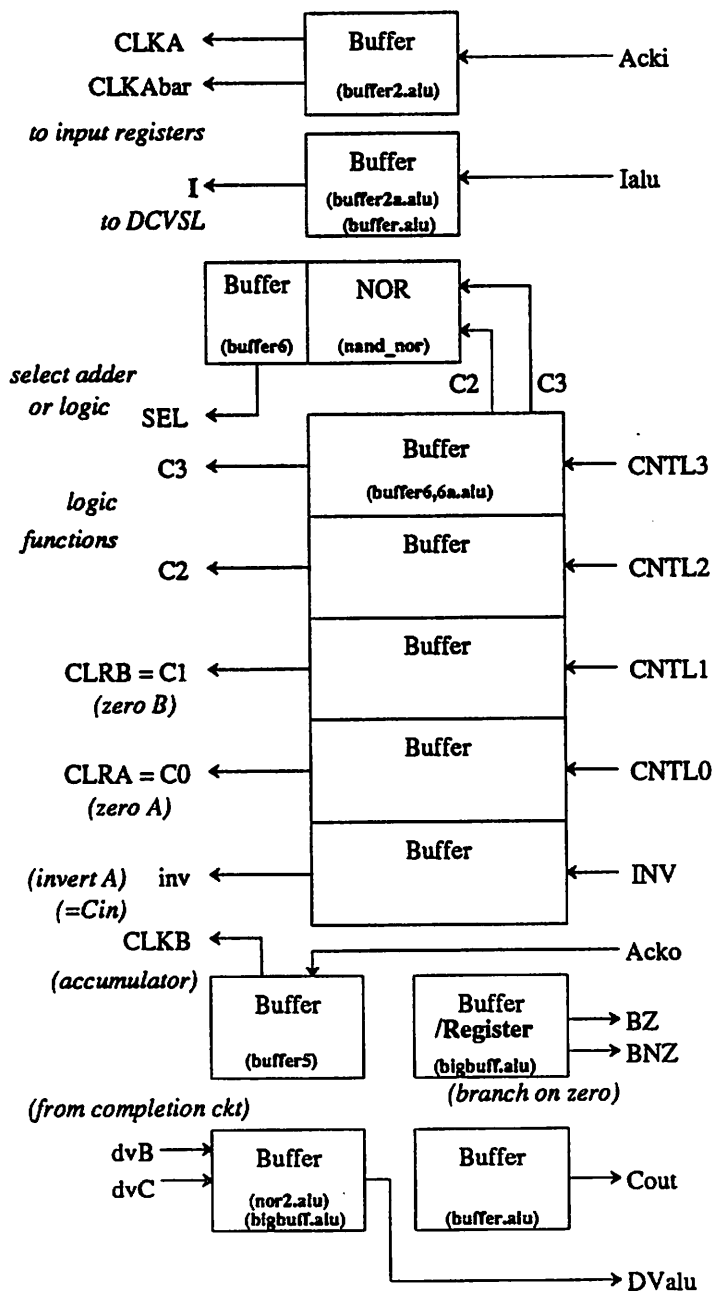 CLKA
Buffer
Acki
CLKAbar
(buffer2.alu)
to input registers
Buffer
I
Ialu
(buffer2a.alu)
to DCVSL
(buffer.alu)
Buffer
NOR
(buffer6)
(nand_nor)
select adder
or logic
C2
C3
SEL
Buffer
C3
CNTL3
(buffer6,6a.alu)
logic
functions
Buffer
C2
CNTL2
Buffer
CLRB = C1
CNTL1
(zero B)
Buffer
CLRA = C0
CNTL0
(zero A)
Buffer
(invert A)
inv
INV
(=Cin)
CLKB
Acko
(accumulator)
Buffer
(buffer5)
Buffer
/Register
BZ
BNZ
(bigbuff.alu)
(branch on zero)
(from completion ckt)
dvB
dvC
Buffer
(nor2.alu)
(bigbuff.alu)
Buffer
Cout
(buffer.alu)
DValu